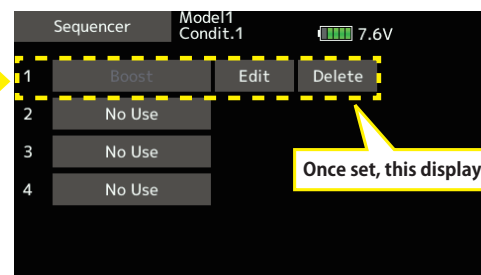 Sequencer
Model1
Condit.1
7.6V
1 Boost Edit Delete
2 No Use
3 No Use
4 No Use
Once set, this display